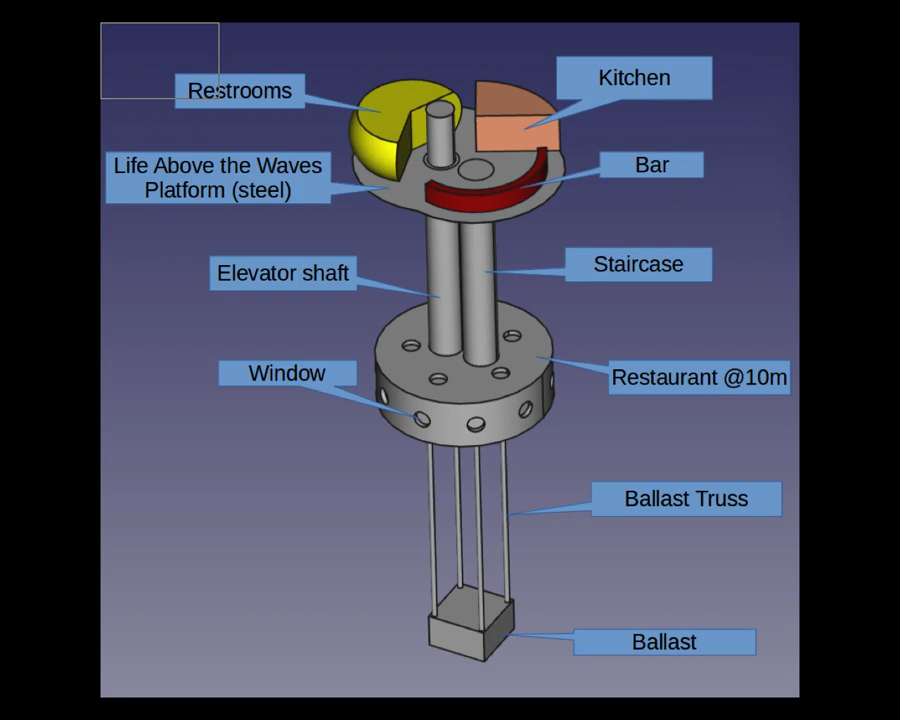 Restrooms
Kitchen
Life Above the Waves
Platform (steel)
Bar
Elevator shaft
Staircase
Window
Restaurant @10m
Ballast Truss
Ballast